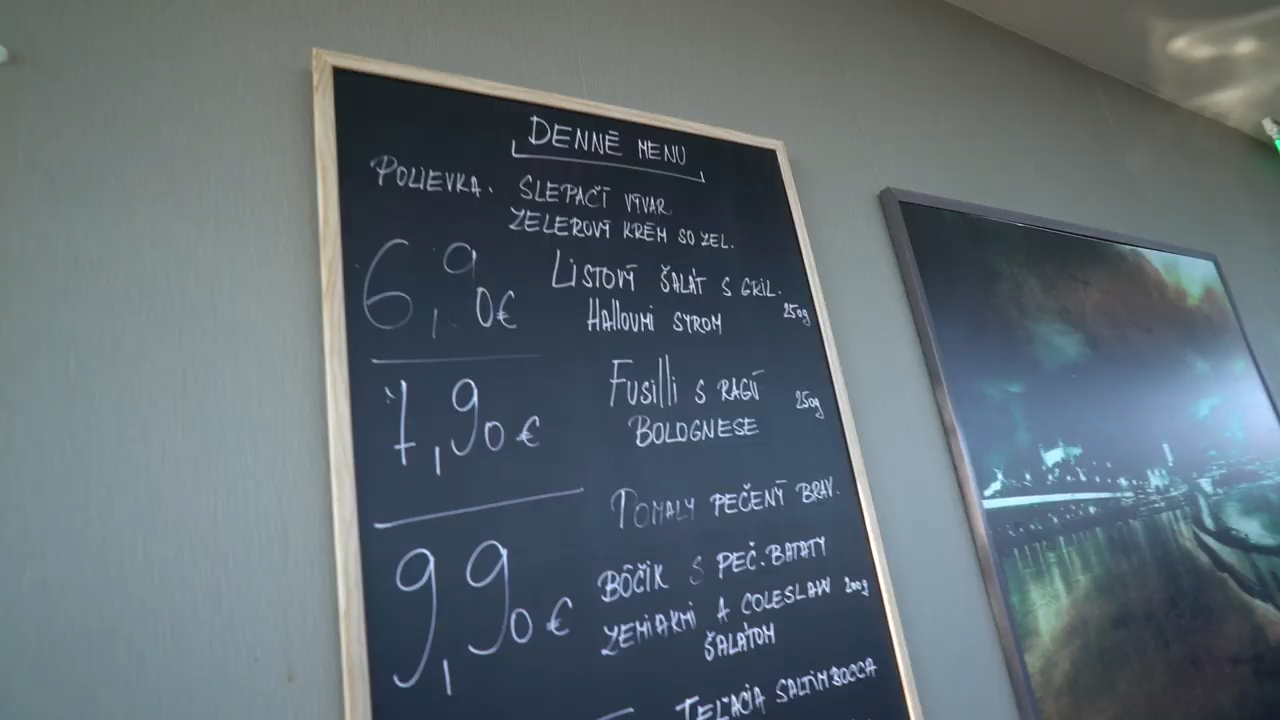 DENNÉ MENU
POLIEVKA. SLEPAČÍ VÝVAR
ZELEROVÝ KRÉM SO ZEL.
6,90€ LISTOVÝ ŠALÁT S GRIL.
HAllOUMI SYROM 250g
7,90€ FUSilli S RAGÚ
BOLOGNESE 250g
POMALY PEČENÝ BRAV.
9,90€ BÔČIK S PEČ. BATATY
ZEMIAKMI A COLESLAW 200g
ŠALÁTOM
TEĽACIA SALTIMBOCCA